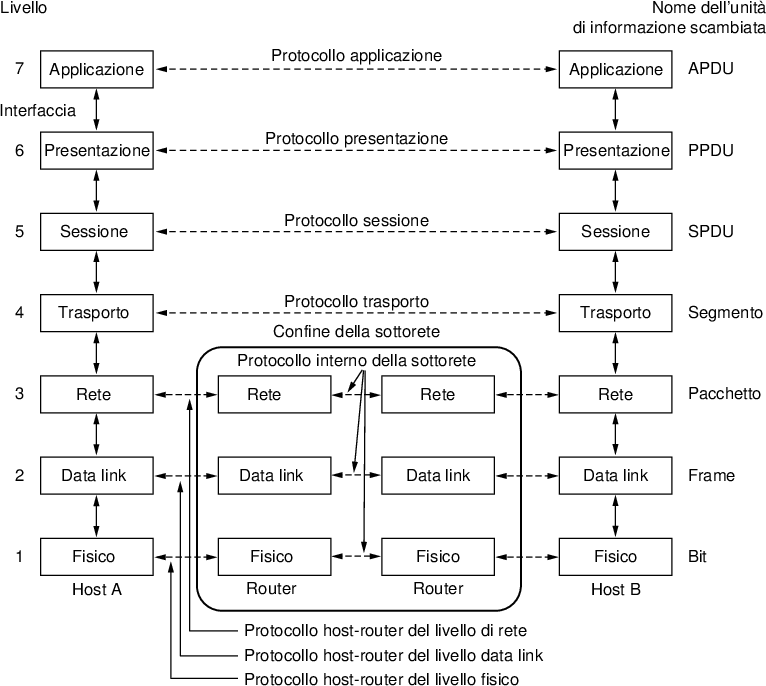 Livello
Nome dell'unità
di informazione scambiata
7
Applicazione
Protocollo applicazione
Applicazione
APDU
Interfaccia
6
Presentazione
Protocollo presentazione
Presentazione
PPDU
5
Sessione
Protocollo sessione
Sessione
SPDU
4
Trasporto
Protocollo trasporto
Trasporto
Segmento
Confine della sottorete
Protocollo interno della sottorete
3
Rete
Rete
Rete
Rete
Pacchetto
2
Data link
Data link
Data link
Data link
Frame
1
Fisico
Fisico
Fisico
Fisico
Bit
Host A
Router
Router
Host B
Protocollo host-router del livello di rete
Protocollo host-router del livello data link
Protocollo host-router del livello fisico